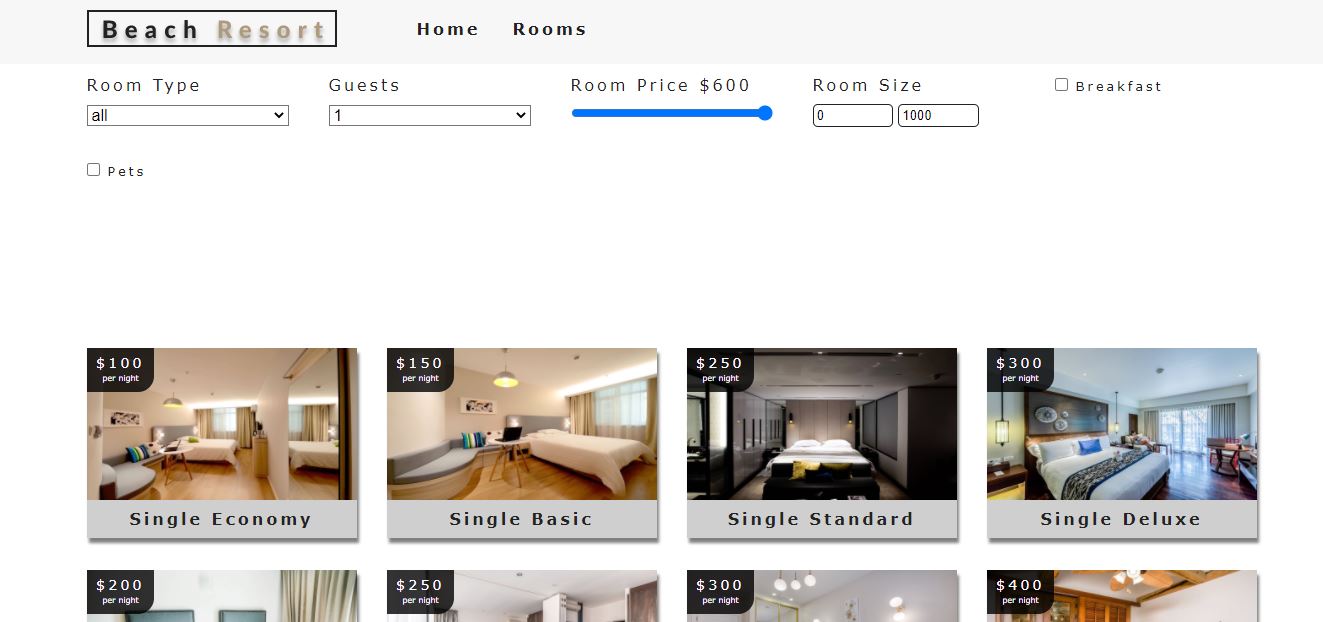 Beach Resort
Home Rooms
Room Type Guests Room Price $600 Room Size Breakfast
all 1 0 1000
Pets
$100 $150 $250 $300
per night per night per night per night
Single Economy Single Basic Single Standard Single Deluxe
$200 $250 $300 $400
per night per night per night per night